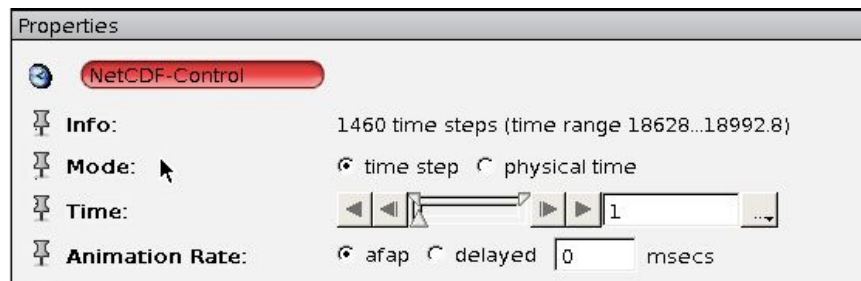 Properties
NetCDF-Control
Info: 1460 time steps (time range 18628...18992.8)
Mode: time step physical time
Time: 1 ...
Animation Rate: afap delayed 0 msecs